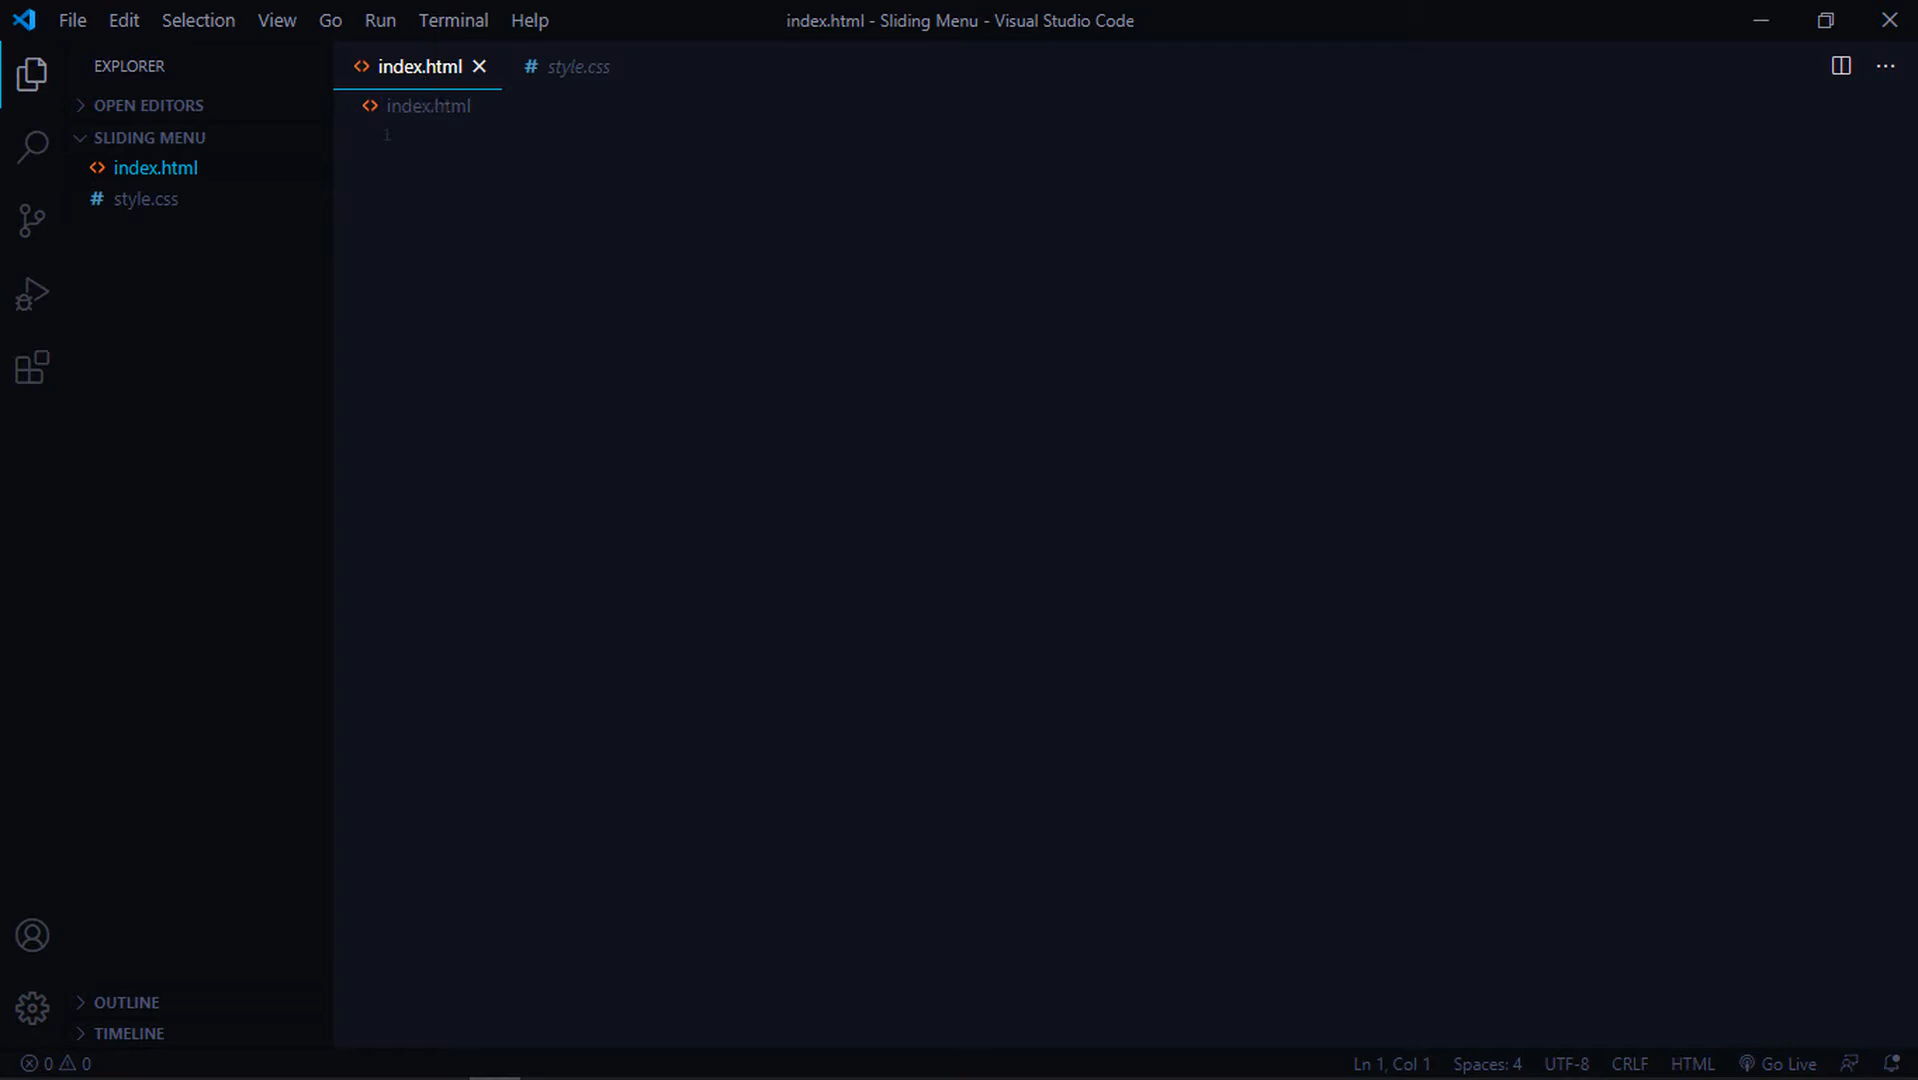 File Edit Selection View Go Run Terminal Help index.html - Sliding Menu - Visual Studio Code
EXPLORER
OPEN EDITORS
SLIDING MENU
index.html
# style.css
OUTLINE
TIMELINE
index.html # style.css
index.html
1
0 0 Ln 1, Col 1 Spaces: 4 UTF-8 CRLF HTML Go Live